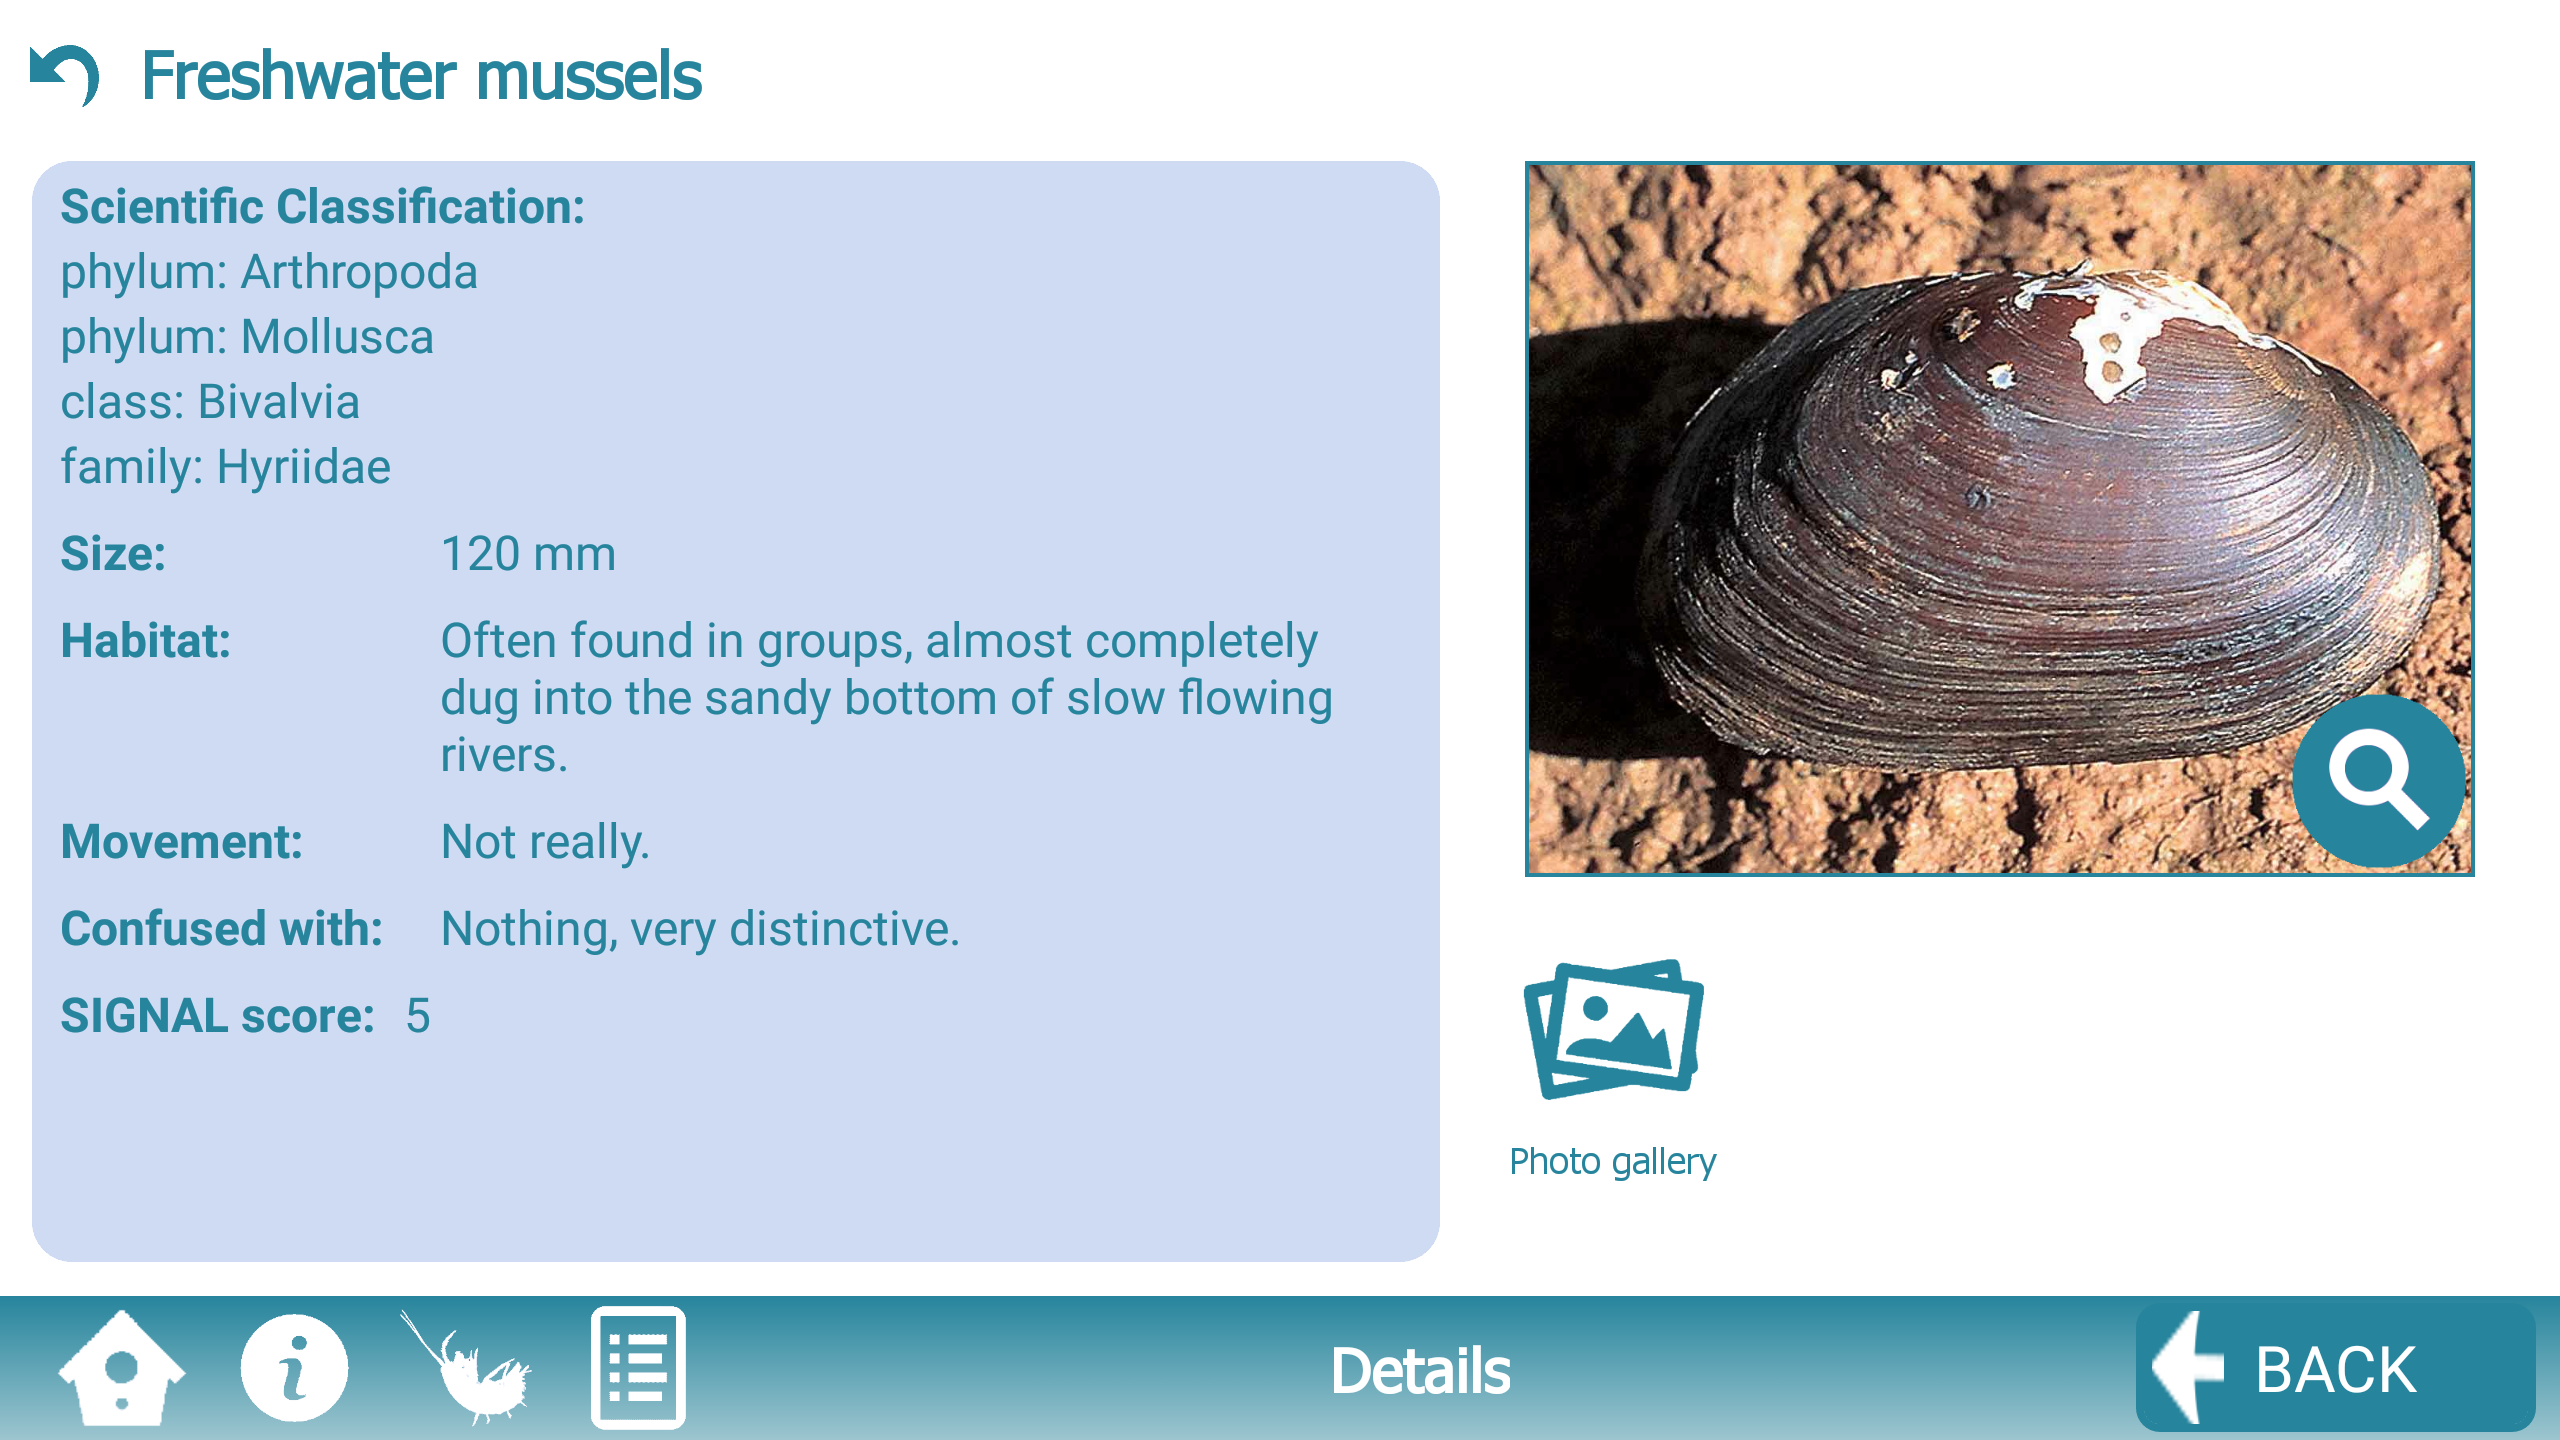 Freshwater mussels
Scientific Classification:
phylum: Arthropoda
phylum: Mollusca
class: Bivalvia
family: Hyriidae
Size: 120 mm
Habitat: Often found in groups, almost completely
dug into the sandy bottom of slow flowing
rivers.
Movement: Not really.
Confused with: Nothing, very distinctive.
SIGNAL score: 5
Photo gallery
Details
BACK